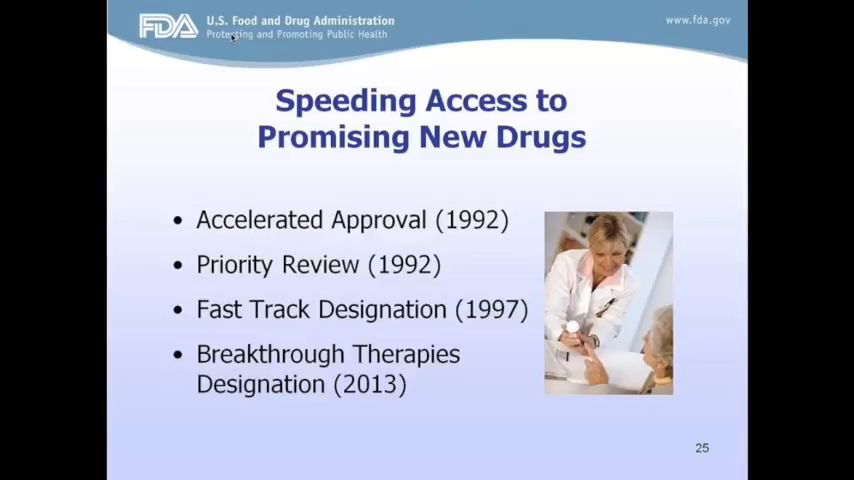 FDA U.S. Food and Drug Administration
Protecting and Promoting Public Health
www.fda.gov
Speeding Access to
Promising New Drugs
• Accelerated Approval (1992)
• Priority Review (1992)
• Fast Track Designation (1997)
• Breakthrough Therapies
Designation (2013)
25